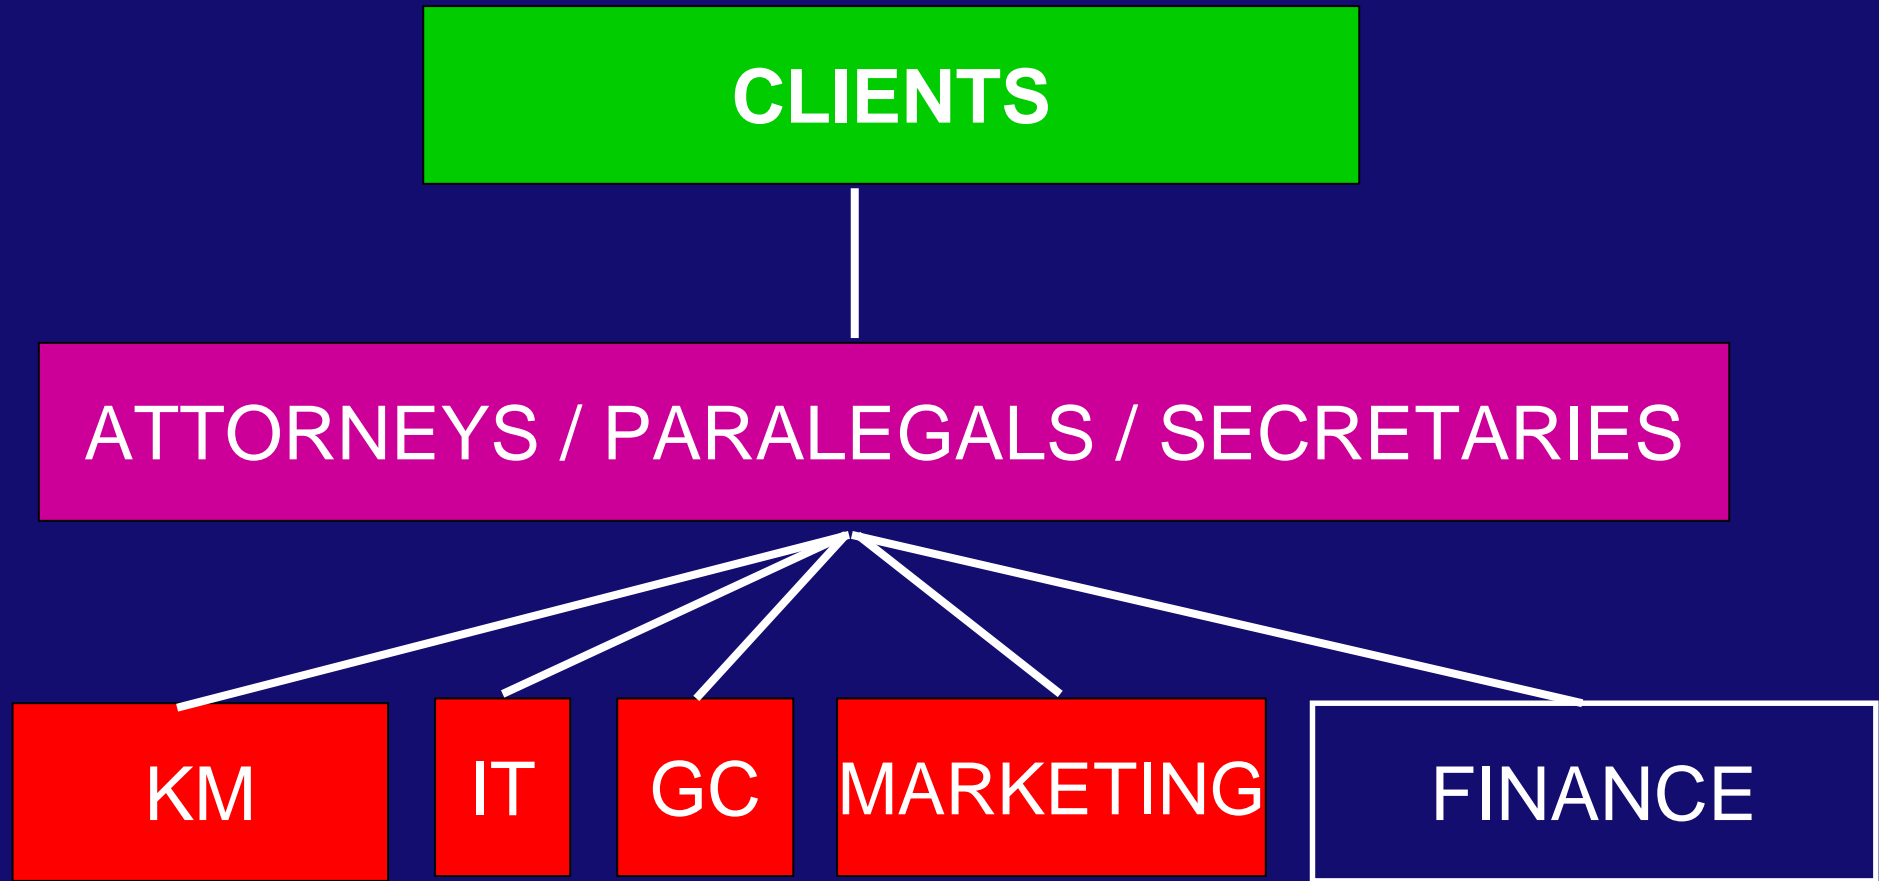 CLIENTS
ATTORNEYS / PARALEGALS / SECRETARIES
KM
IT
GC
MARKETING
FINANCE